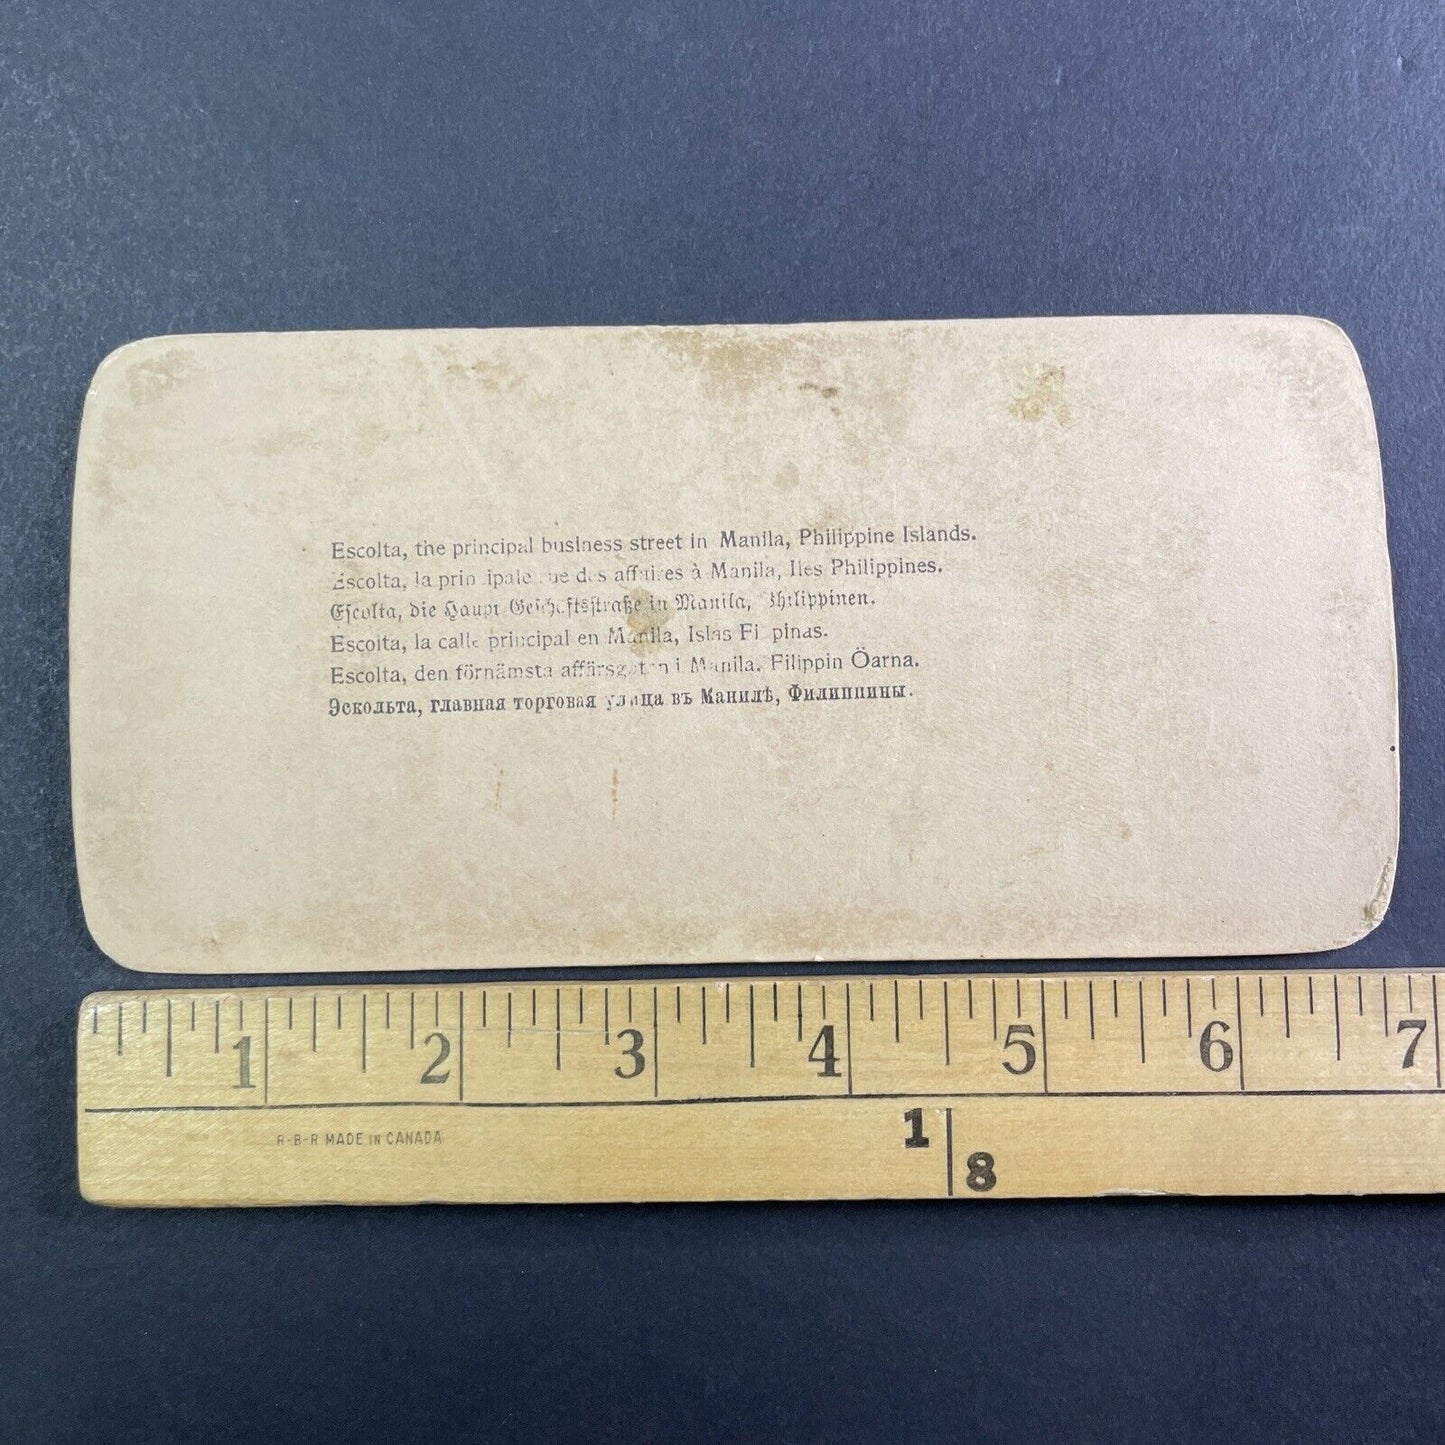 Escolta, the principal business street in Manila, Philippine Islands.
Escolta, la principale rue des affaires à Manila, Iles Philippines.
Escolta, die Haupt Geschäftsstraße in Manila, Philippinen.
Escolta, la calle principal en Manila, Islas Filipinas.
Escolta, den förnämsta affärsgatan i Manila. Filippin Öarna.
Эскольта, главная торговая улица въ Манилѣ, Филиппины.
1 2 3 4 5 6 7
R-B-R MADE IN CANADA
1
8